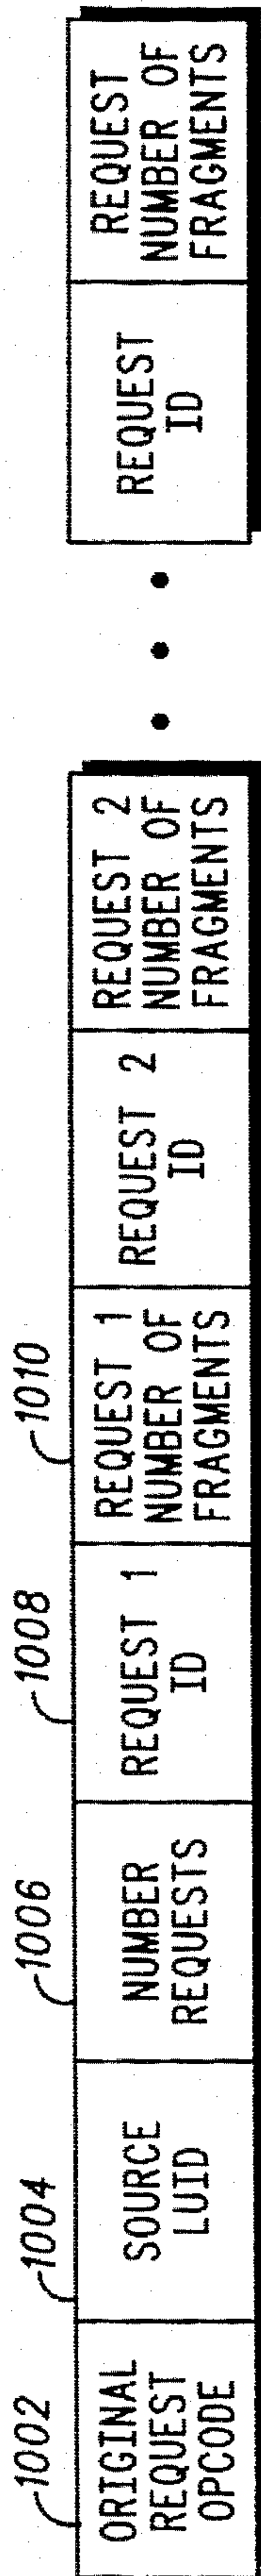 1002
1004
1006
1008
1010
ORIGINAL
REQUEST
OPCODE
SOURCE
LUID
NUMBER
REQUESTS
REQUEST 1
ID
REQUEST 1
NUMBER OF
FRAGMENTS
REQUEST 2
ID
REQUEST 2
NUMBER OF
FRAGMENTS
REQUEST
ID
REQUEST
NUMBER OF
FRAGMENTS